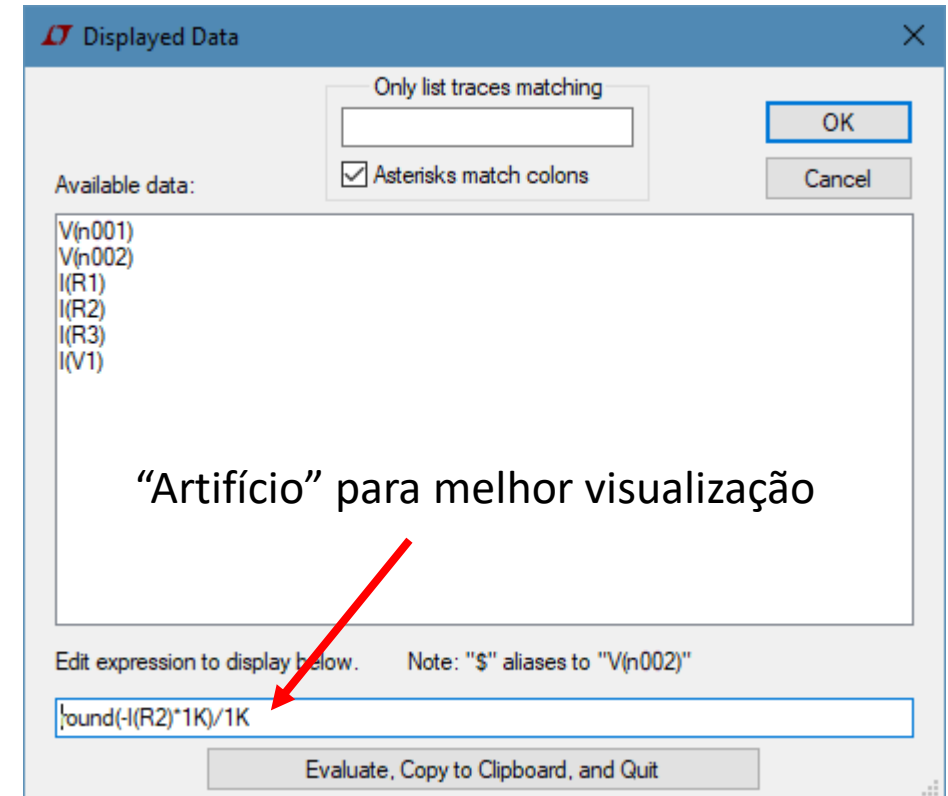 Displayed Data
Only list traces matching
OK
Asterisks match colons
Cancel
Available data:
V(n001)
V(n002)
I(R1)
I(R2)
I(R3)
I(V1)
“Artifício” para melhor visualização
Edit expression to display below. Note: "$" aliases to "V(n002)"
round(-I(R2)*1K)/1K
Evaluate, Copy to Clipboard, and Quit